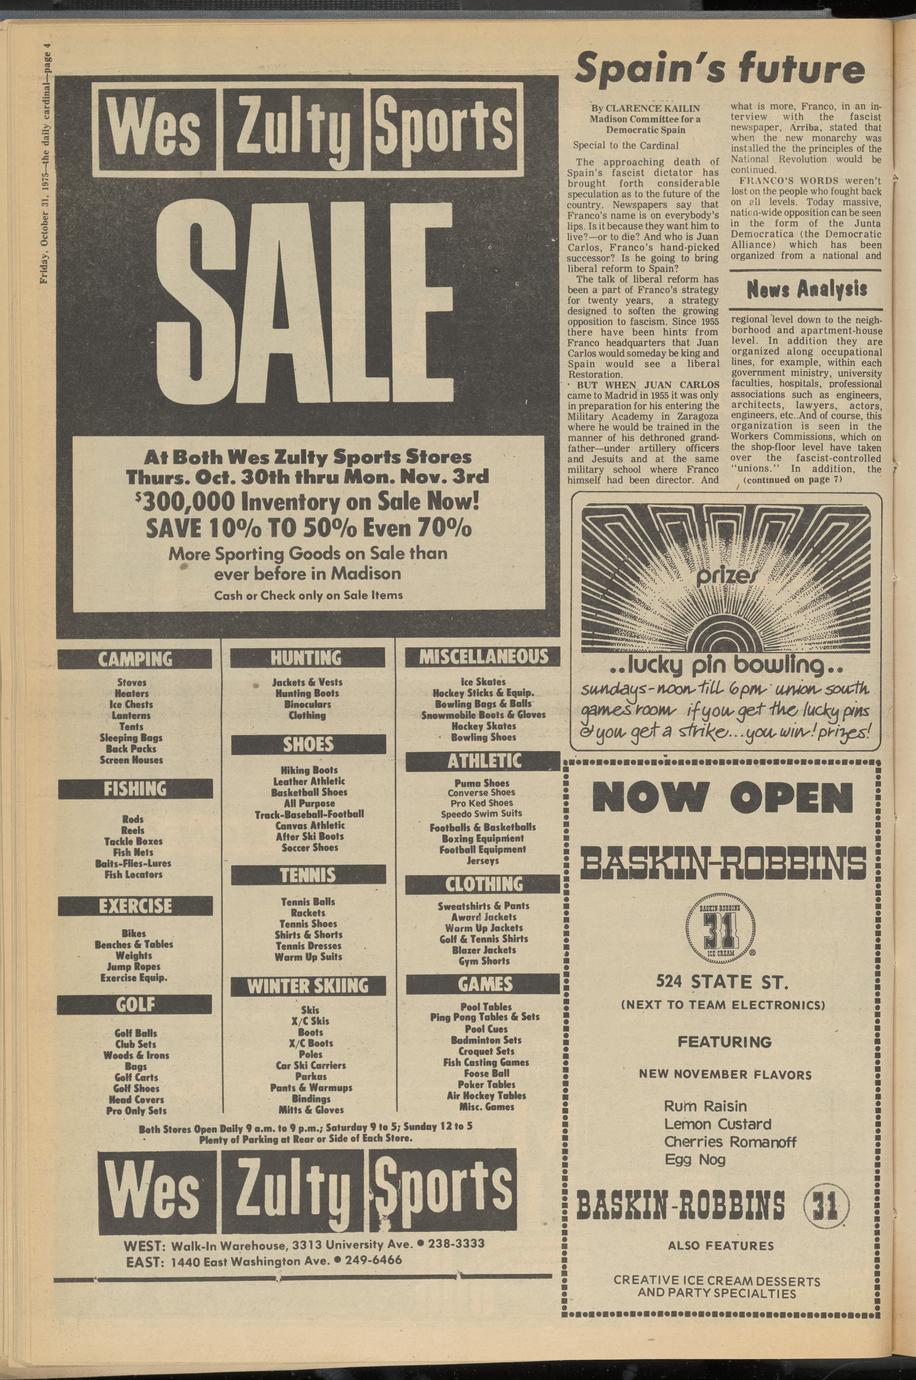 Friday, October 31, 1975—the daily cardinal—page 4
Wes Zulty Sports
SALE
At Both Wes Zulty Sports Stores
Thurs. Oct. 30th thru Mon. Nov. 3rd
$300,000 Inventory on Sale Now!
SAVE 10% TO 50% Even 70%
More Sporting Goods on Sale than
ever before in Madison
Cash or Check only on Sale Items
CAMPING
Stoves
Heaters
Ice Chests
Lanterns
Tents
Sleeping Bags
Back Packs
Screen Houses
FISHING
Rods
Reels
Tackle Boxes
Fish Nets
Baits-Flies-Lures
Fish Locators
EXERCISE
Bikes
Benches & Tables
Weights
Jump Ropes
Exercise Equip.
GOLF
Golf Balls
Club Sets
Woods & Irons
Bags
Golf Carts
Golf Shoes
Head Covers
Pro Only Sets
HUNTING
Jackets & Vests
Hunting Boots
Binoculars
Clothing
SHOES
Hiking Boots
Leather Athletic
Basketball Shoes
All Purpose
Track-Baseball-Football
Canvas Athletic
After Ski Boots
Soccer Shoes
TENNIS
Tennis Balls
Rackets
Tennis Shoes
Shirts & Shorts
Tennis Dresses
Warm Up Suits
WINTER SKIING
Skis
X/C Skis
Boots
X/C Boots
Poles
Car Ski Carriers
Parkas
Pants & Warmups
Bindings
Mitts & Gloves
MISCELLANEOUS
Ice Skates
Hockey Sticks & Equip.
Bowling Bags & Balls
Snowmobile Boots & Gloves
Hockey Skates
Bowling Shoes
ATHLETIC
Puma Shoes
Converse Shoes
Pro Ked Shoes
Speedo Swim Suits
Footballs & Basketballs
Boxing Equipment
Football Equipment
Jerseys
CLOTHING
Sweatshirts & Pants
Award Jackets
Warm Up Jackets
Golf & Tennis Shirts
Blazer Jackets
Gym Shorts
GAMES
Pool Tables
Ping Pong Tables & Sets
Pool Cues
Badminton Sets
Croquet Sets
Fish Casting Games
Foose Ball
Poker Tables
Air Hockey Tables
Misc. Games
Both Stores Open Daily 9 a.m. to 9 p.m.; Saturday 9 to 5; Sunday 12 to 5
Plenty of Parking at Rear or Side of Each Store.
Wes Zulty Sports
WEST: Walk-In Warehouse, 3313 University Ave. • 238-3333
EAST: 1440 East Washington Ave. • 249-6466
Spain's future
By CLARENCE KAILIN
Madison Committee for a
Democratic Spain
Special to the Cardinal
The approaching death of
Spain's fascist dictator has
brought forth considerable
speculation as to the future of the
country. Newspapers say that
Franco's name is on everybody's
lips. Is it because they want him to
live?—or to die? And who is Juan
Carlos, Franco's hand-picked
successor? Is he going to bring
liberal reform to Spain?
The talk of liberal reform has
been a part of Franco's strategy
for twenty years, a strategy
designed to soften the growing
opposition to fascism. Since 1955
there have been hints from
Franco headquarters that Juan
Carlos would someday be king and
Spain would see a liberal
Restoration.
BUT WHEN JUAN CARLOS
came to Madrid in 1955 it was only
in preparation for his entering the
Military Academy in Zaragoza
where he would be trained in the
manner of his dethroned grand-
father—under artillery officers
and Jesuits and at the same
military school where Franco
himself had been director. And
what is more, Franco, in an in-
terview with the fascist
newspaper, Arriba, stated that
when the new monarchy was
installed the the principles of the
National Revolution would be
continued.
FRANCO'S WORDS weren't
lost on the people who fought back
on all levels. Today massive,
nation-wide opposition can be seen
in the form of the Junta
Democratica (the Democratic
Alliance) which has been
organized from a national and
News Analysis
regional level down to the neigh-
borhood and apartment-house
level. In addition they are
organized along occupational
lines, for example, within each
government ministry, university
faculties, hospitals, professional
associations such as engineers,
architects, lawyers, actors,
engineers, etc..And of course, this
organization is seen in the
Workers Commissions, which on
the shop-floor level have taken
over the fascist-controlled
"unions." In addition, the
(continued on page 7)
prizes
..lucky pin bowling..
sundays-noon till 6pm union south
games room if you get the lucky pins
& you get a strike...you win! prizes!
NOW OPEN
BASKIN-ROBBINS
BASKIN-ROBBINS
31
ICE CREAM
®
524 STATE ST.
(NEXT TO TEAM ELECTRONICS)
FEATURING
NEW NOVEMBER FLAVORS
Rum Raisin
Lemon Custard
Cherries Romanoff
Egg Nog
BASKIN-ROBBINS 31
ALSO FEATURES
CREATIVE ICE CREAM DESSERTS
AND PARTY SPECIALTIES